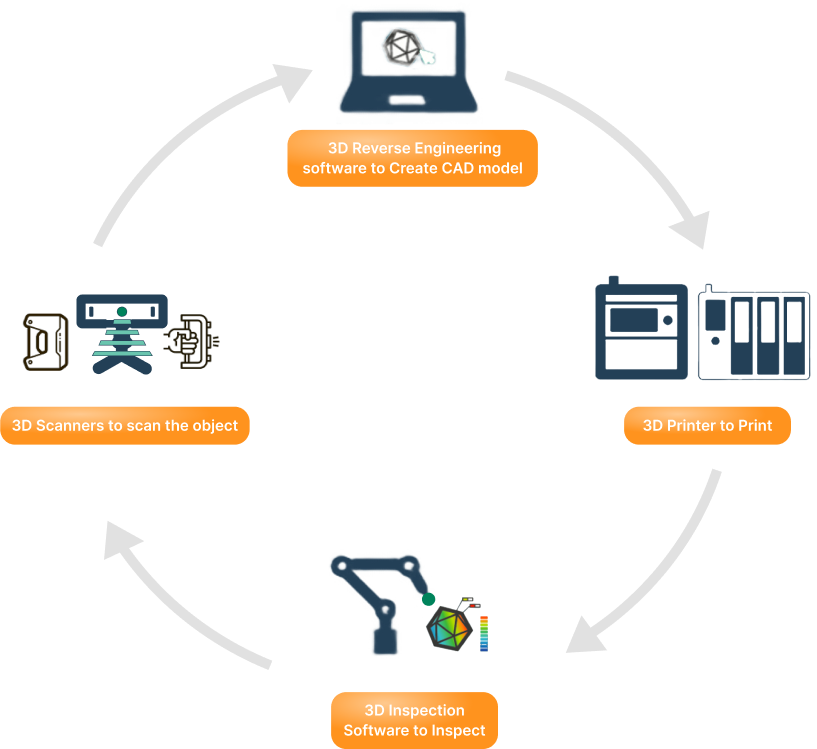 3D Reverse Engineering
software to Create CAD model
3D Scanners to scan the object
3D Printer to Print
3D Inspection
Software to Inspect